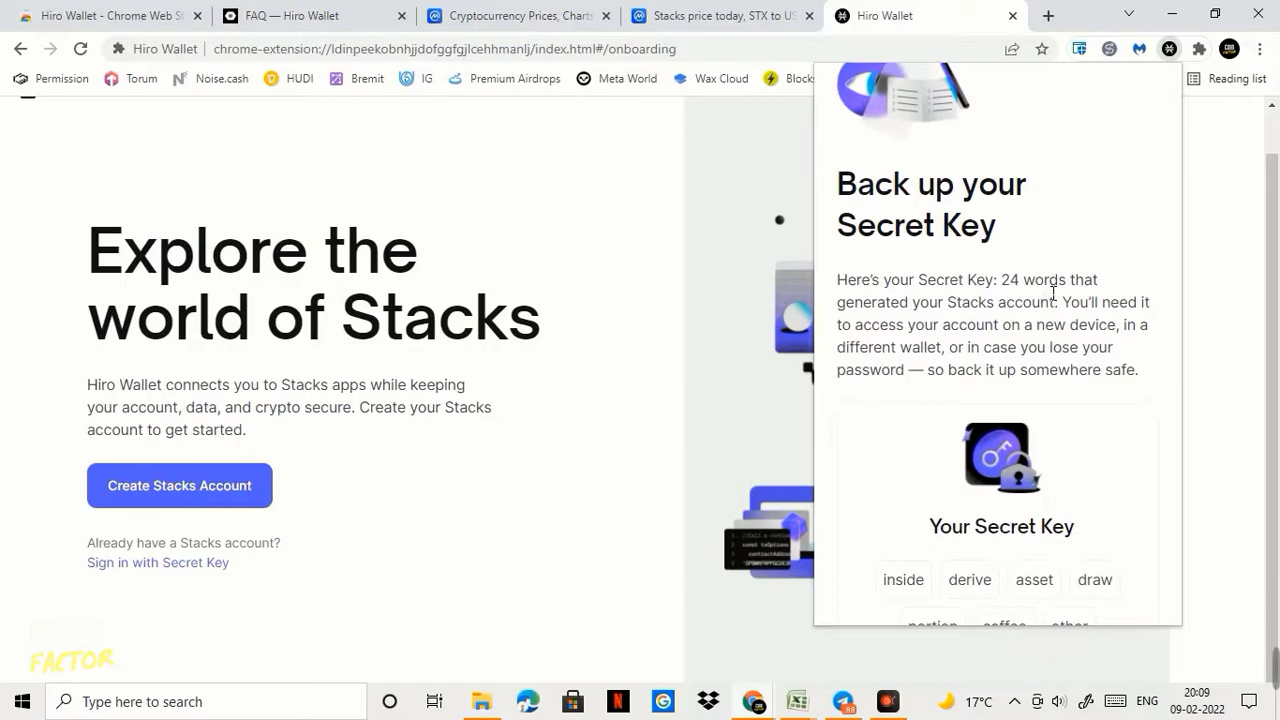 Hiro Wallet - Chrome Web St
FAQ — Hiro Wallet
Cryptocurrency Prices, Charts
Stacks price today, STX to US
Hiro Wallet
Hiro Wallet
chrome-extension://ldinpeekobnhjjdofggfgjlcehhmanlj/index.html#/onboarding
Permission
Torum
Noise.cash
HUDI
Bremit
IG
Premium Airdrops
Meta World
Wax Cloud
Block
Reading list
Explore the
world of Stacks
Hiro Wallet connects you to Stacks apps while keeping
your account, data, and crypto secure. Create your Stacks
account to get started.
Create Stacks Account
Already have a Stacks account?
Sign in with Secret Key
FACTOR
Back up your
Secret Key
Here's your Secret Key: 24 words that
generated your Stacks account. You'll need it
to access your account on a new device, in a
different wallet, or in case you lose your
password — so back it up somewhere safe.
Your Secret Key
inside derive asset draw
portion coffee other
Type here to search
17°C
ENG
20:09
09-02-2022